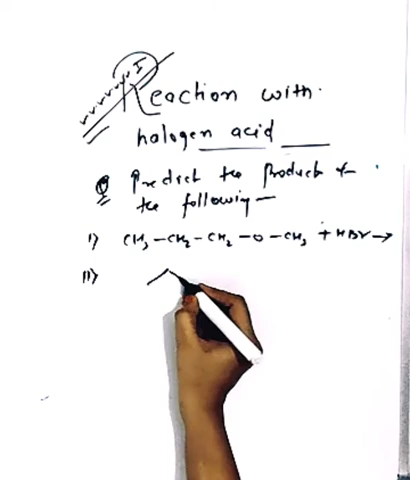 V.V.V.V.V.V.I
Reaction with
halogen acid
Q Predict the product of
the following—
i) CH₃–CH₂–CH₂–O–CH₃ + HBr →
ii)